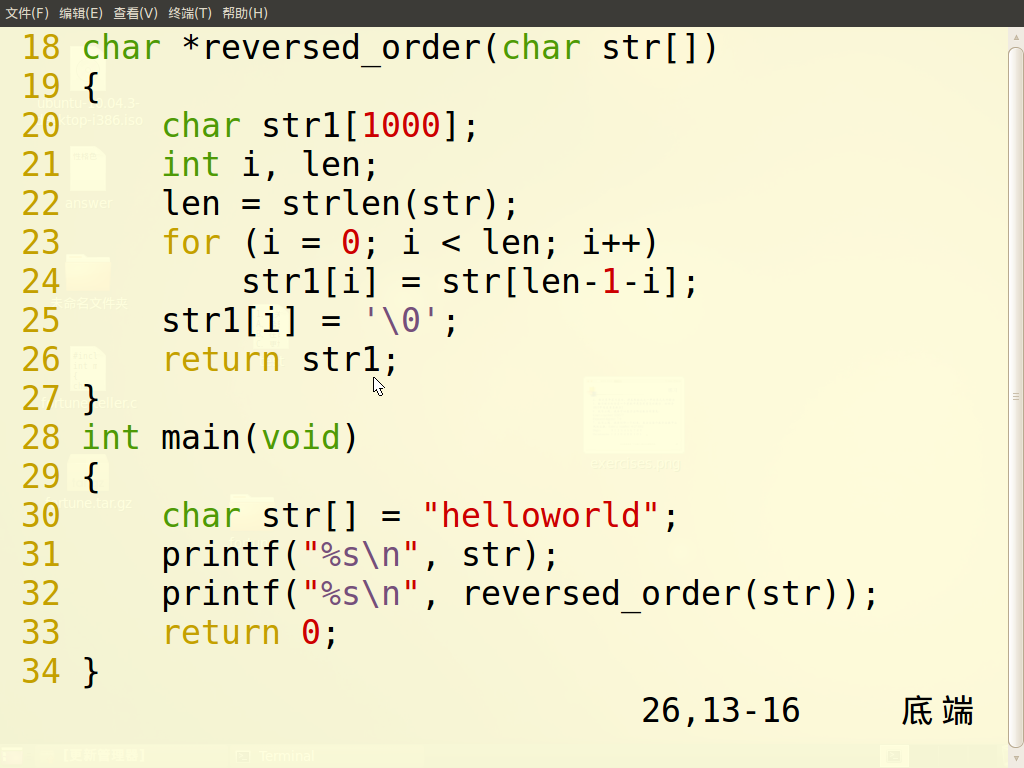 文件(F) 编辑(E) 查看(V) 终端(T) 帮助(H)
18 char *reversed_order(char str[])
19 {
20     char str1[1000];
21     int i, len;
22     len = strlen(str);
23     for (i = 0; i < len; i++)
24         str1[i] = str[len-1-i];
25     str1[i] = '\0';
26     return str1;
27 }
28 int main(void)
29 {
30     char str[] = "helloworld";
31     printf("%s\n", str);
32     printf("%s\n", reversed_order(str));
33     return 0;
34 }
answer
26,13-16 底端
Terminal